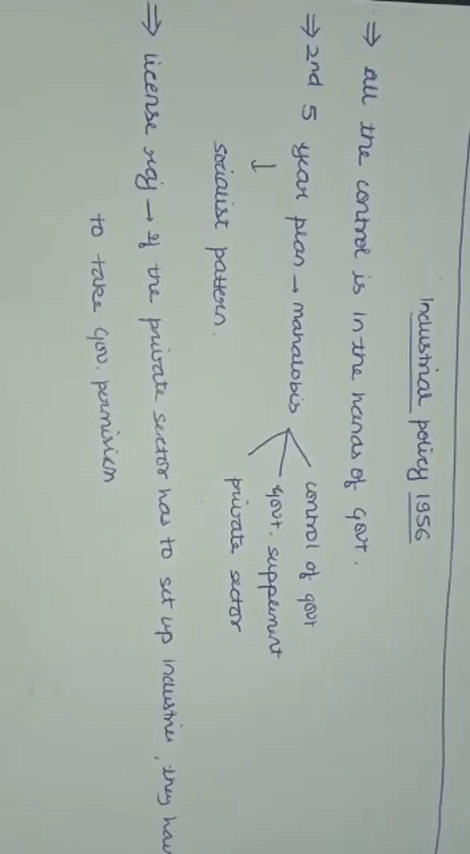 Industrial policy 1956
⇒ all the control is in the hands of govt.
⇒ 2nd 5 year plan → mahalobis
control of govt
↓
govt. supplement
socialist pattern.
private sector
⇒ license raj → If the private sector has to set up industries, they have
to take gov. permission